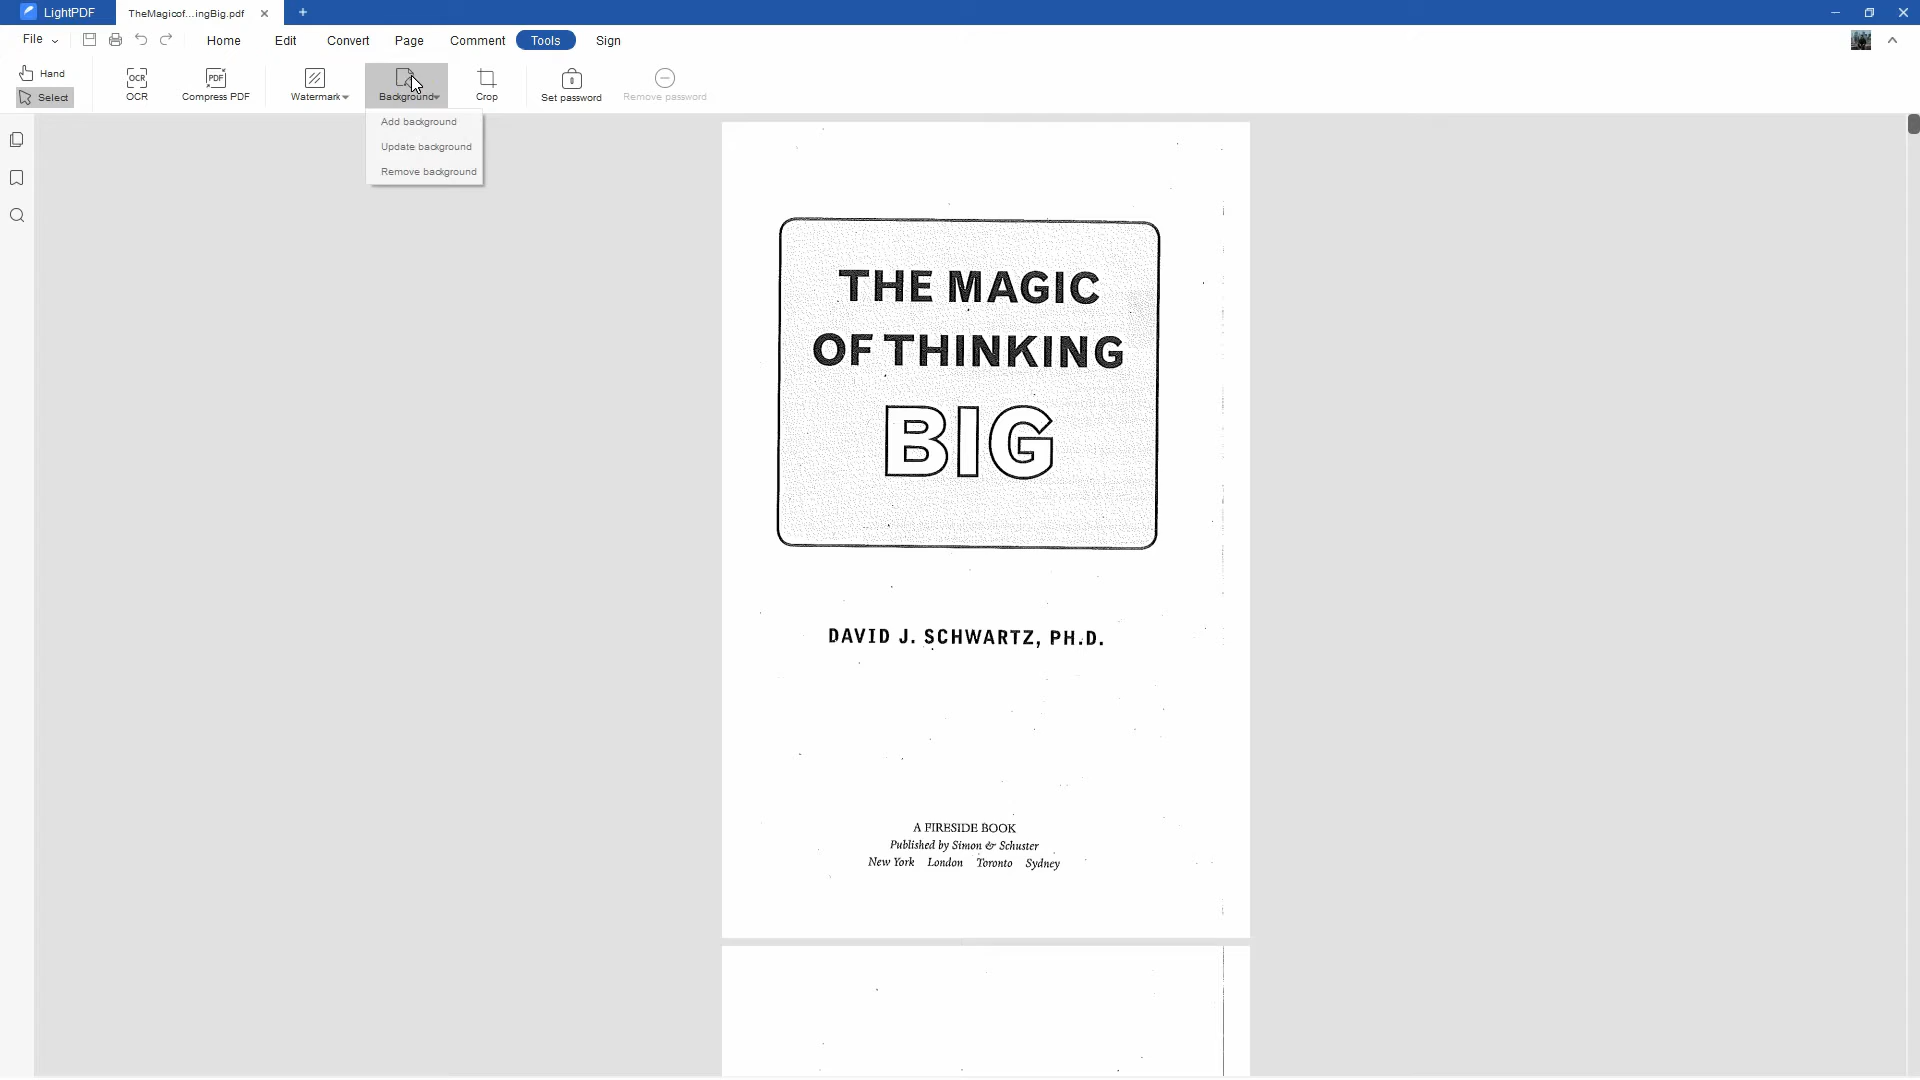 LightPDF
TheMagicof...ingBig.pdf
File
Home
Edit
Convert
Page
Comment
Tools
Sign
Hand
Select
OCR
OCR
PDF
Compress PDF
Watermark
Background
Crop
Set password
Remove password
Add background
Update background
Remove background
THE MAGIC
OF THINKING
BIG
DAVID J. SCHWARTZ, PH.D.
A FIRESIDE BOOK
Published by Simon & Schuster
New York London Toronto Sydney